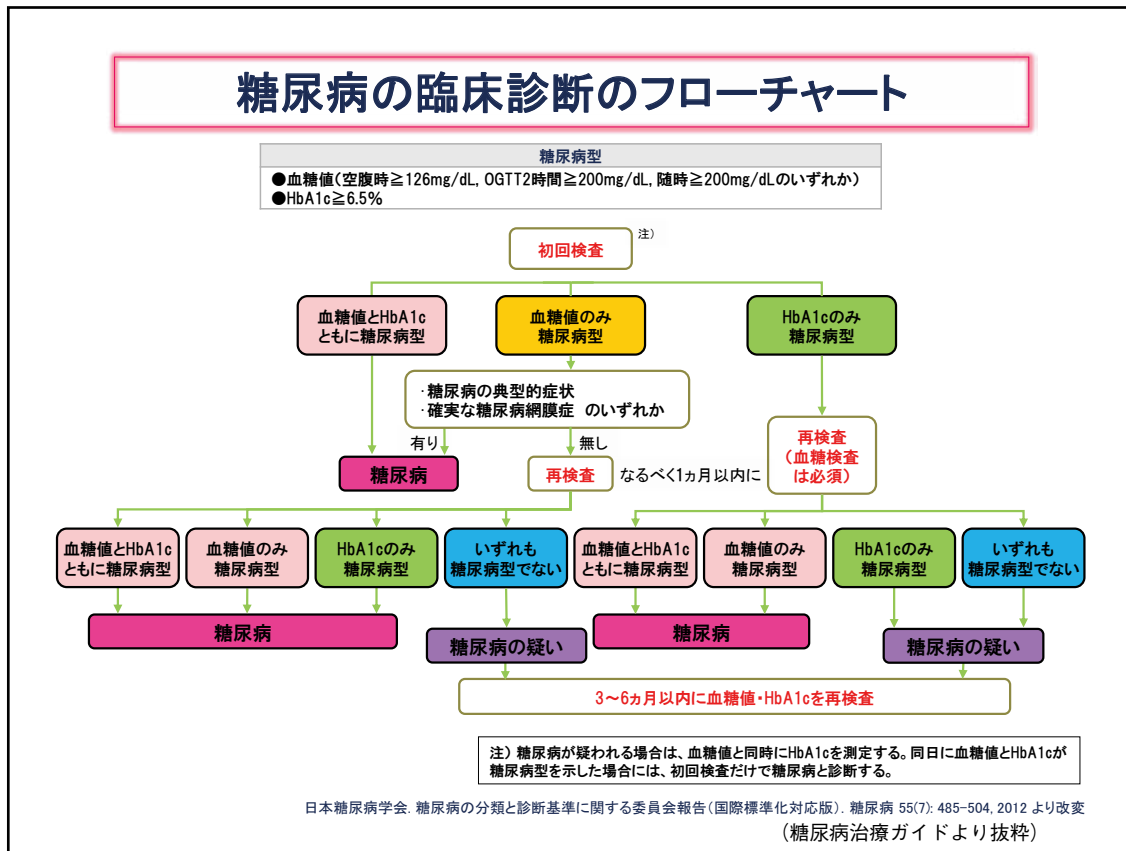 糖尿病の臨床診断のフローチャート
糖尿病型
●血糖値(空腹時≧126mg/dL, OGTT2時間≧200mg/dL, 随時≧200mg/dLのいずれか)
●HbA1c≧6.5%
初回検査
注)
血糖値とHbA1c
ともに糖尿病型
血糖値のみ
糖尿病型
HbA1cのみ
糖尿病型
・糖尿病の典型的症状
・確実な糖尿病網膜症 のいずれか
有り
無し
糖尿病
再検査
なるべく1ヵ月以内に
再検査
(血糖検査
は必須)
血糖値とHbA1c
ともに糖尿病型
血糖値のみ
糖尿病型
HbA1cのみ
糖尿病型
いずれも
糖尿病型でない
血糖値とHbA1c
ともに糖尿病型
血糖値のみ
糖尿病型
HbA1cのみ
糖尿病型
いずれも
糖尿病型でない
糖尿病
糖尿病の疑い
糖尿病
糖尿病の疑い
3～6ヵ月以内に血糖値・HbA1cを再検査
注) 糖尿病が疑われる場合は、血糖値と同時にHbA1cを測定する。同日に血糖値とHbA1cが
糖尿病型を示した場合には、初回検査だけで糖尿病と診断する。
日本糖尿病学会. 糖尿病の分類と診断基準に関する委員会報告(国際標準化対応版). 糖尿病 55(7): 485-504, 2012 より改変
(糖尿病治療ガイドより抜粋)